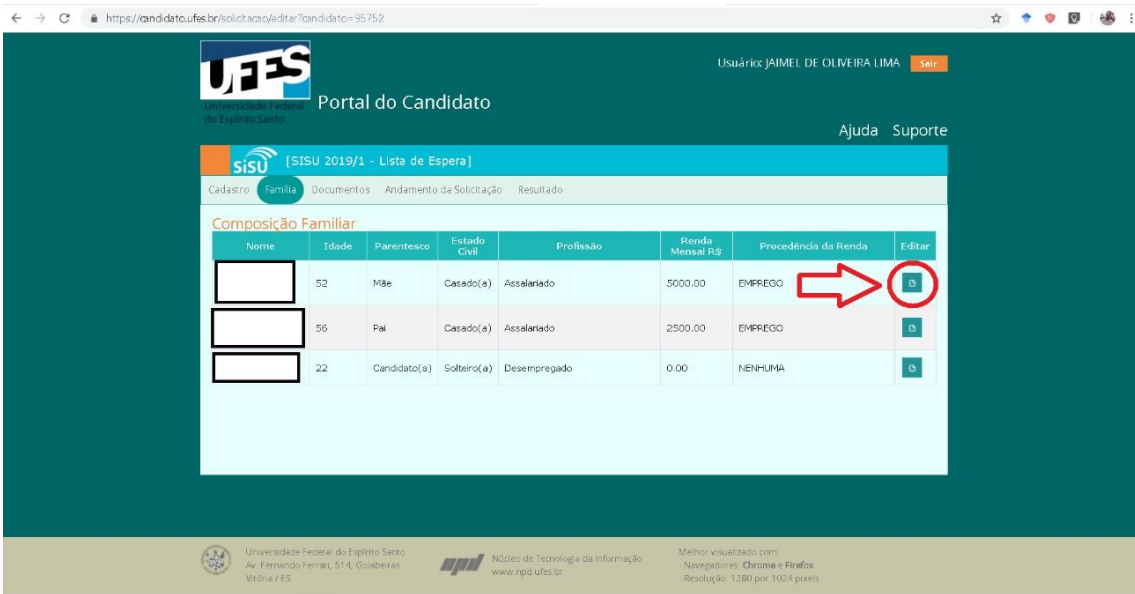 https://candidato.ufes.br/solicitacao/editar?candidato=95752
UFES
Universidade Federal
do Espírito Santo
Portal do Candidato
Usuário: JAIMEL DE OLIVEIRA LIMA Sair
Ajuda Suporte
sisu [SISU 2019/1 - Lista de Espera]
Cadastro Família Documentos Andamento da Solicitação Resultado
Composição Familiar
Nome Idade Parentesco Estado Civil Profissão Renda Mensal R$ Procedência da Renda Editar
52 Mãe Casado(a) Assalariado 5000.00 EMPREGO
56 Pai Casado(a) Assalariado 2500.00 EMPREGO
22 Candidato(a) Solteiro(a) Desempregado 0.00 NENHUMA
Universidade Federal do Espírito Santo
Av. Fernando Ferrari, 514, Goiabeiras
Vitória / ES
npd
Núcleo de Tecnologia da Informação
www.npd.ufes.br
Melhor visualizado com:
- Navegadores: Chrome e Firefox
- Resolução: 1280 por 1024 pixels